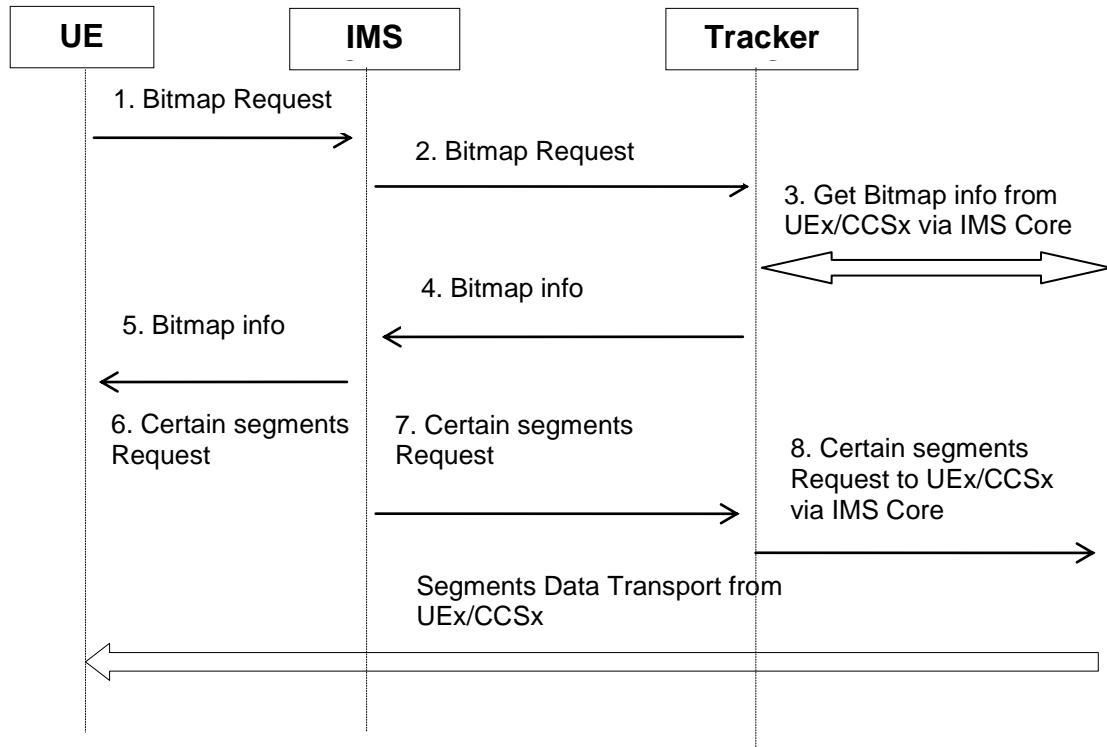 UE
IMS
Tracker
1. Bitmap Request
2. Bitmap Request
3. Get Bitmap info from
UEx/CCSx via IMS Core
4. Bitmap info
5. Bitmap info
6. Certain segments
Request
7. Certain segments
Request
8. Certain segments
Request to UEx/CCSx
via IMS Core
Segments Data Transport from
UEx/CCSx